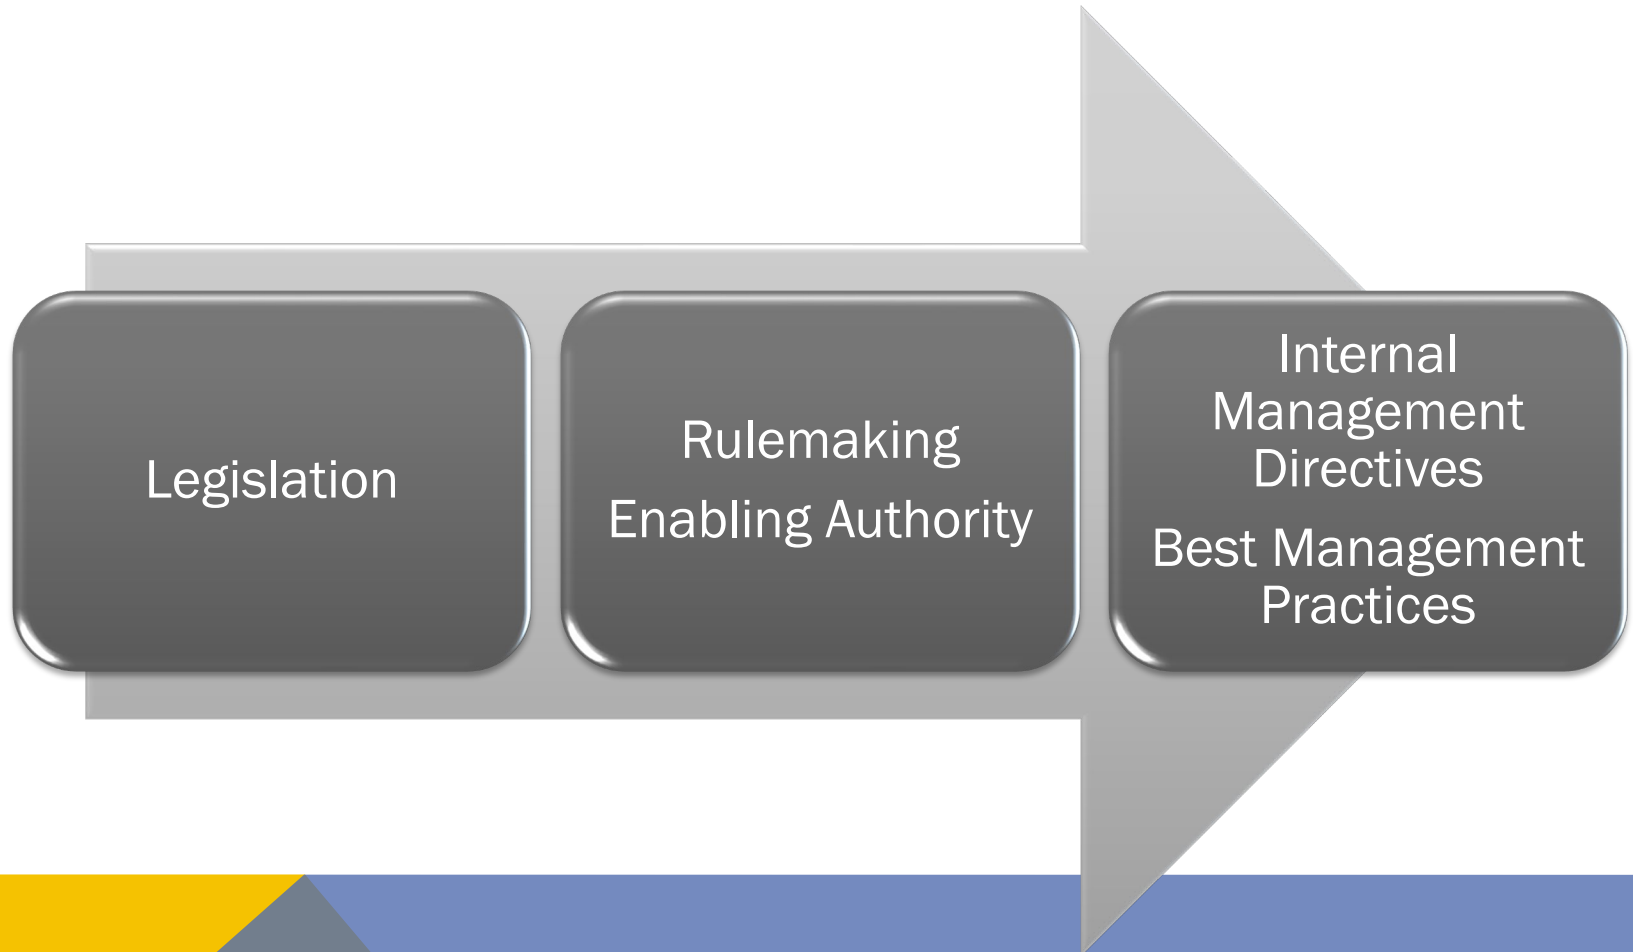 Legislation
Rulemaking
Enabling Authority
Internal
Management
Directives
Best Management
Practices